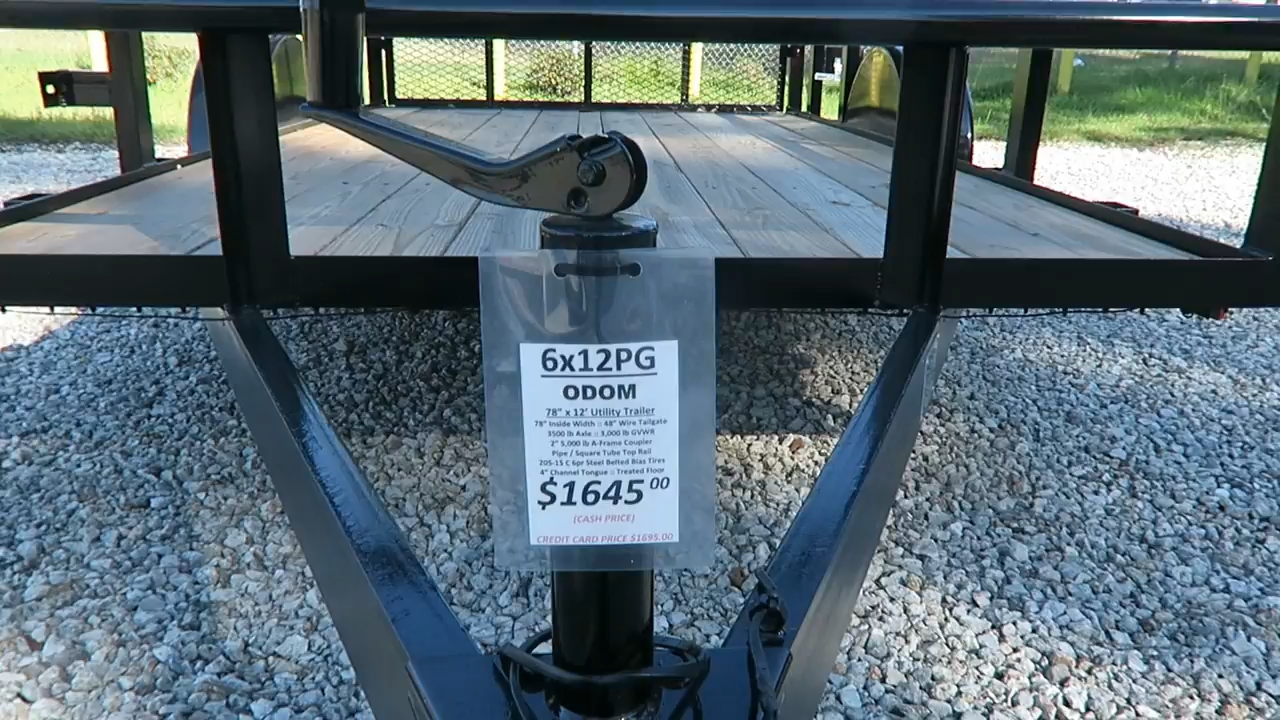 6x12PG
ODOM
78" x 12' Utility Trailer
78" Inside Width :: 48" Wire Tailgate
3500 lb Axle :: 3,000 lb GVWR
2" 5,000 lb A-Frame Coupler
Pipe / Square Tube Top Rail
205-15 C 6pr Steel Belted Bias Tires
4" Channel Tongue :: Treated Floor
$1645 00
(CASH PRICE)
CREDIT CARD PRICE $1695.00